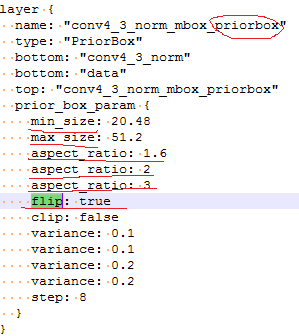 layer {
name: "conv4_3_norm_mbox_priorbox"
type: "PriorBox"
bottom: "conv4_3_norm"
bottom: "data"
top: "conv4_3_norm_mbox_priorbox"
prior_box_param {
min_size: 20.48
max_size: 51.2
aspect_ratio: 1.6
aspect_ratio: 2
aspect_ratio: 3
flip: true
clip: false
variance: 0.1
variance: 0.1
variance: 0.2
variance: 0.2
step: 8
}
}